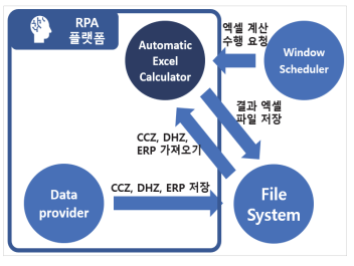 RPA
플랫폼
Automatic
Excel
Calculator
엑셀 계산
수행 요청
Window
Scheduler
결과 엑셀
파일 저장
CCZ, DHZ,
ERP 가져오기
Data
provider
CCZ, DHZ, ERP 저장
File
System